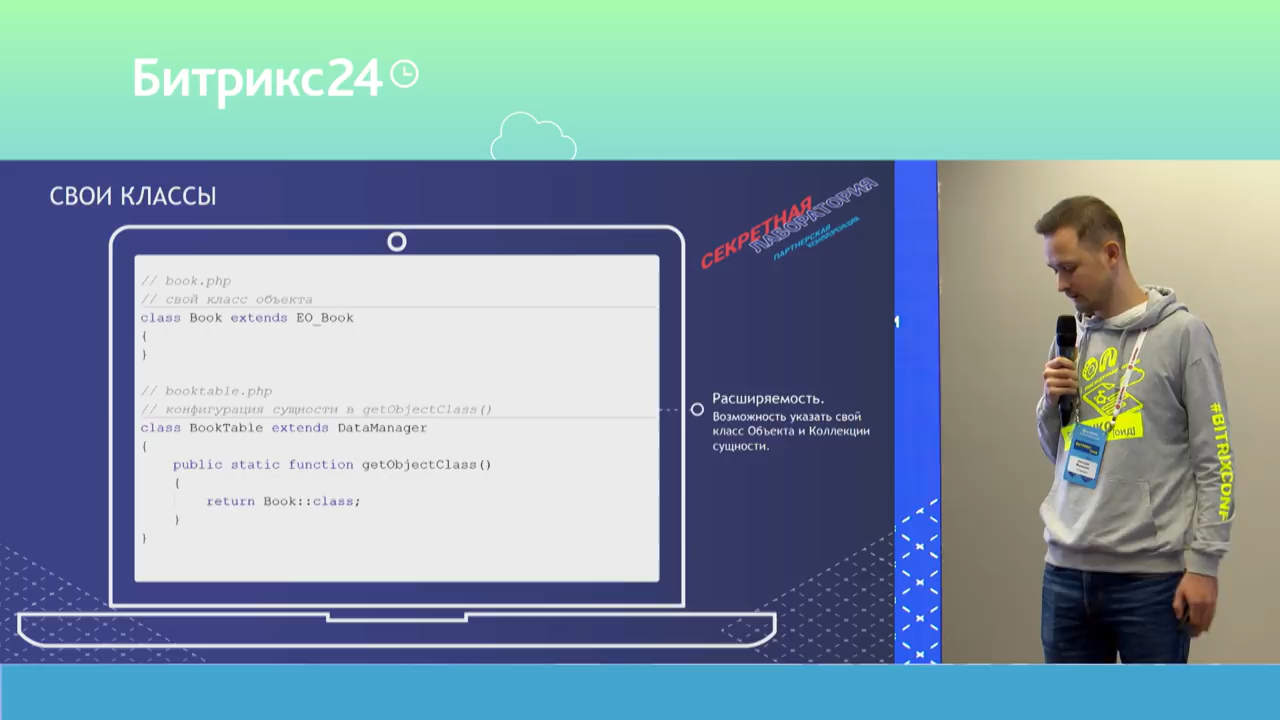 Битрикс24
СВОИ КЛАССЫ
СЕКРЕТНАЯ
ЛАБОРАТОРИЯ
ПАРТНЕРСКАЯ
// book.php
// свой класс объекта
class Book extends EO_Book
{
}
// booktable.php
// конфигурация сущности в getObjectClass()
class BookTable extends DataManager
{
public static function getObjectClass()
{
return Book::class;
}
}
Расширяемость.
Возможность указать свой
класс Объекта и Коллекции
сущности.
#BITRIXCONF